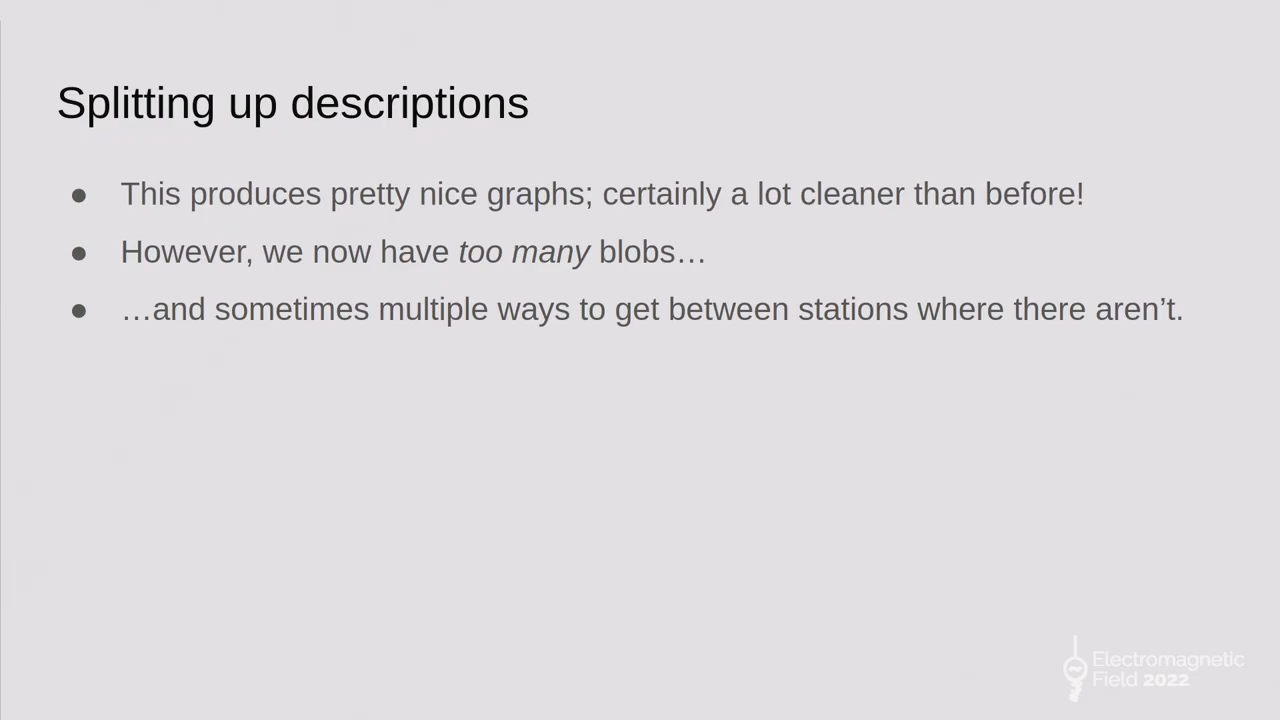 Splitting up descriptions
● This produces pretty nice graphs; certainly a lot cleaner than before!
● However, we now have too many blobs…
● …and sometimes multiple ways to get between stations where there aren’t.
Electromagnetic
Field 2022